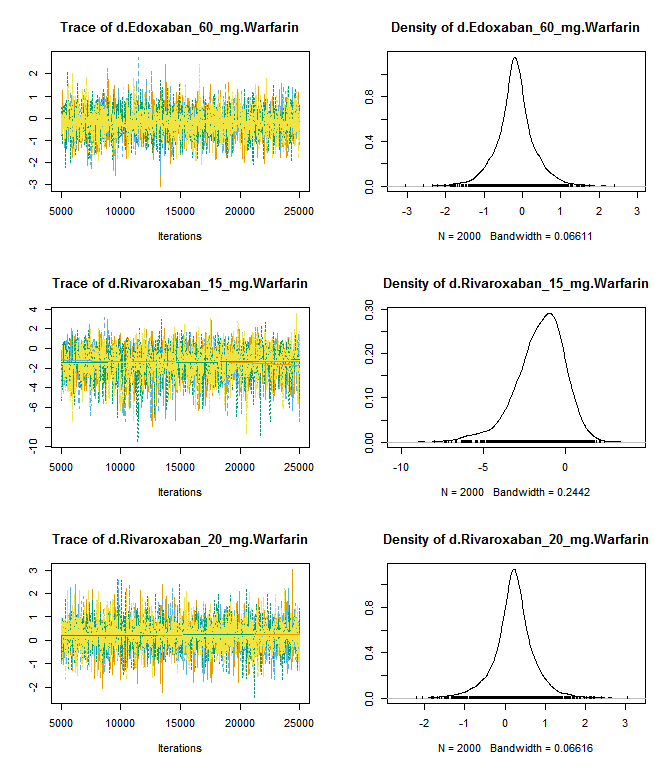 Trace of d.Edoxaban_60_mg.Warfarin
Density of d.Edoxaban_60_mg.Warfarin
2
1
0
-1
-2
-3
5000 10000 15000 20000 25000
Iterations
0.8
0.4
0.0
-3 -2 -1 0 1 2 3
N = 2000 Bandwidth = 0.06611
Trace of d.Rivaroxaban_15_mg.Warfarin
Density of d.Rivaroxaban_15_mg.Warfarin
4
2
0
-2
-4
-6
-10
5000 10000 15000 20000 25000
Iterations
0.30
0.20
0.10
0.00
-10 -5 0
N = 2000 Bandwidth = 0.2442
Trace of d.Rivaroxaban_20_mg.Warfarin
Density of d.Rivaroxaban_20_mg.Warfarin
3
2
1
0
-1
-2
5000 10000 15000 20000 25000
Iterations
0.8
0.4
0.0
-2 -1 0 1 2 3
N = 2000 Bandwidth = 0.06616